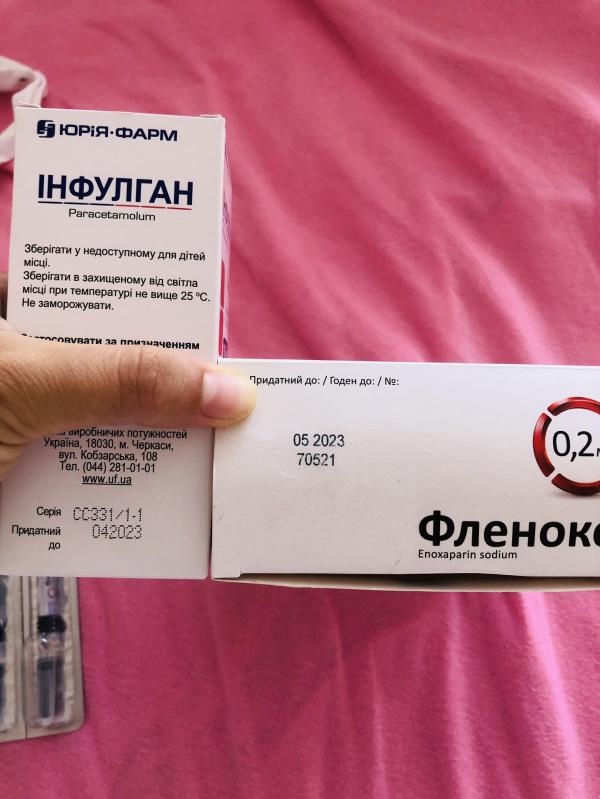 ЮРіЯ·ФАРМ
ІНФУЛГАН
Paracetamolum
Зберігати у недоступному для дітей
місці.
Зберігати в захищеному від світла
місці при температурі не вище 25 ºС.
Не заморожувати.
Застосовувати за призначенням
виробничих потужностей
Україна, 18030, м. Черкаси,
вул. Кобзарська, 108
Тел. (044) 281-01-01
www.uf.ua
Серія CC331/1-1
Придатний 042023
до
Придатний до: / Годен до: / №:
05 2023
70521
0,2
Фленокс
Enoxaparin sodium